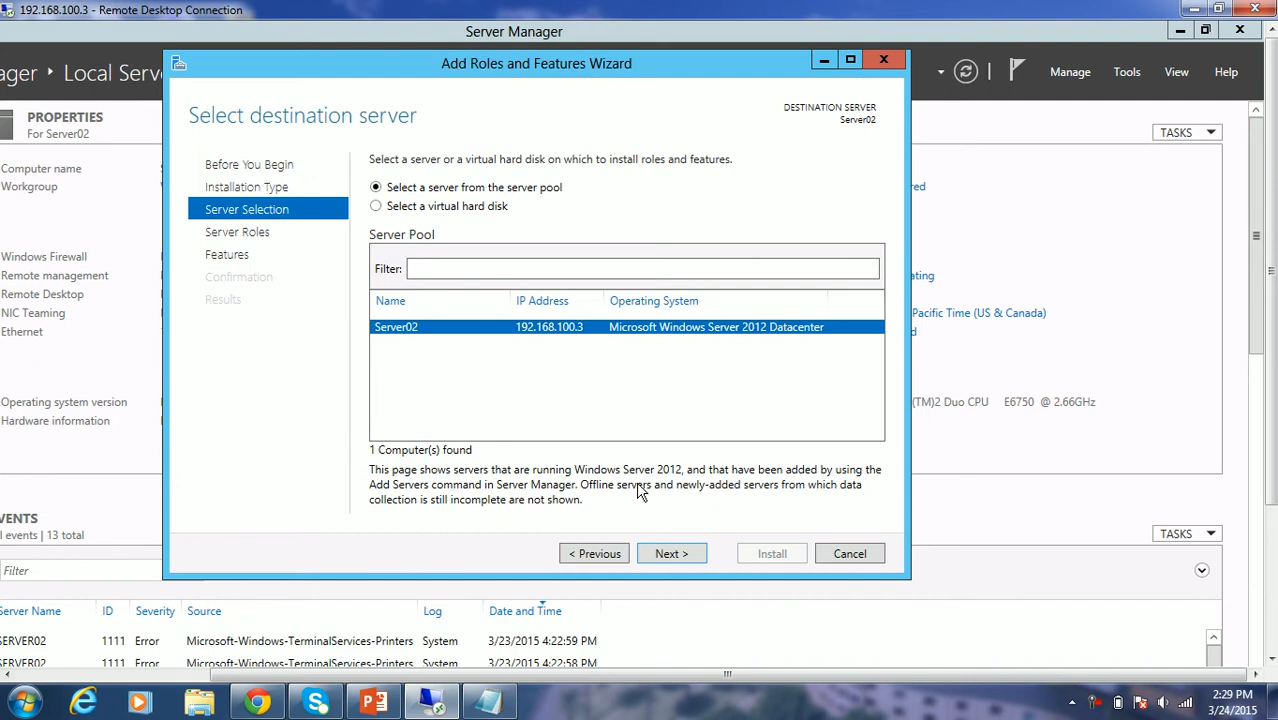 192.168.100.3 - Remote Desktop Connection
Server Manager
ager
Local Serv
Manage
Tools
View
Help
PROPERTIES
For Server02
TASKS
Computer name
Workgroup
Windows Firewall
Remote management
Remote Desktop
NIC Teaming
Ethernet
Operating system version
Hardware information
Add Roles and Features Wizard
Select destination server
DESTINATION SERVER
Server02
Before You Begin
Installation Type
Server Selection
Server Roles
Features
Confirmation
Results
Select a server or a virtual hard disk on which to install roles and features.
Select a server from the server pool
Select a virtual hard disk
Server Pool
Filter:
Name IP Address Operating System
Server02 192.168.100.3 Microsoft Windows Server 2012 Datacenter
1 Computer(s) found
This page shows servers that are running Windows Server 2012, and that have been added by using the
Add Servers command in Server Manager. Offline servers and newly-added servers from which data
collection is still incomplete are not shown.
< Previous
Next >
Install
Cancel
red
ating
Pacific Time (US & Canada)
d
(TM)2 Duo CPU E6750 @ 2.66GHz
ENTS
l events | 13 total
TASKS
Filter
Server Name ID Severity Source Log Date and Time
SERVER02 1111 Error Microsoft-Windows-TerminalServices-Printers System 3/23/2015 4:22:59 PM
SERVER02 1111 Error Microsoft-Windows-TerminalServices-Printers System 3/23/2015 4:22:58 PM
2:29 PM
3/24/2015